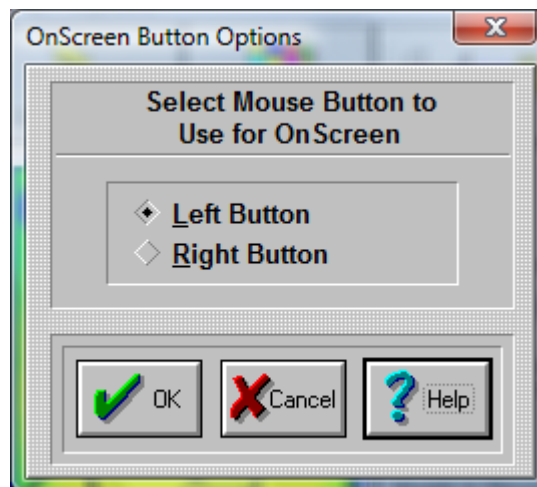 OnScreen Button Options
Select Mouse Button to
Use for OnScreen
Left Button
Right Button
OK
Cancel
Help